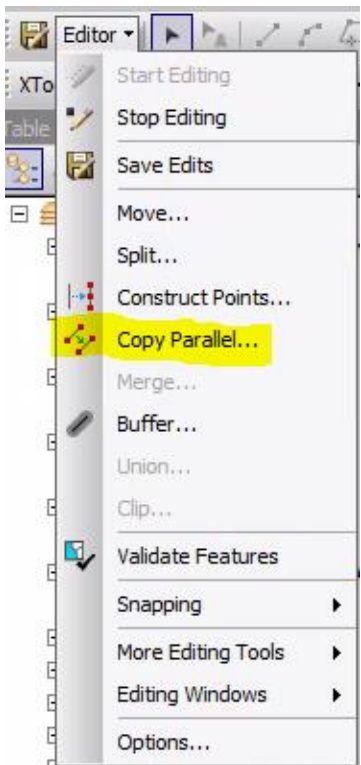 Editor
XTo
Table
Start Editing
Stop Editing
Save Edits
Move...
Split...
Construct Points...
Copy Parallel...
Merge...
Buffer...
Union...
Clip...
Validate Features
Snapping
More Editing Tools
Editing Windows
Options...